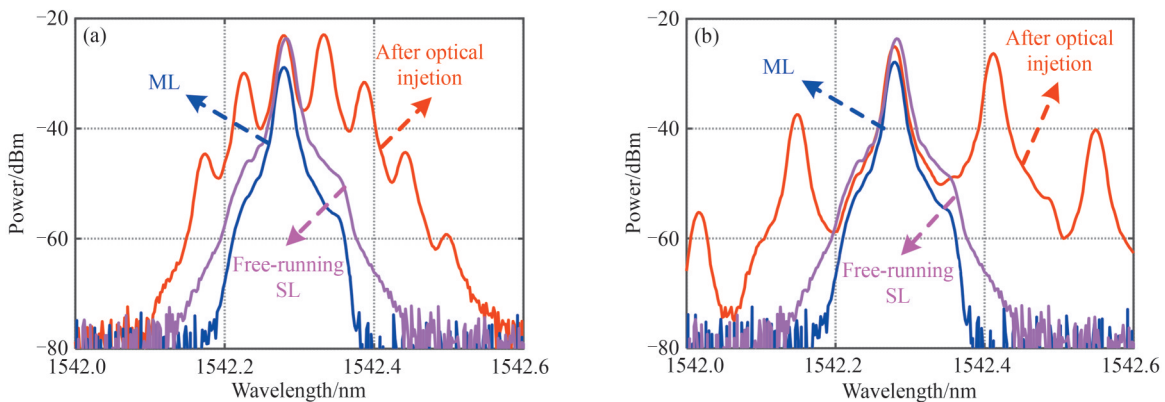 (a)
Power/dBm
−20
−40
−60
−80
1542.0
1542.2
1542.4
1542.6
Wavelength/nm
ML
After optical
injetion
Free-running
SL
(b)
Power/dBm
−20
−40
−60
−80
1542.0
1542.2
1542.4
1542.6
Wavelength/nm
ML
After optical
injetion
Free-running
SL